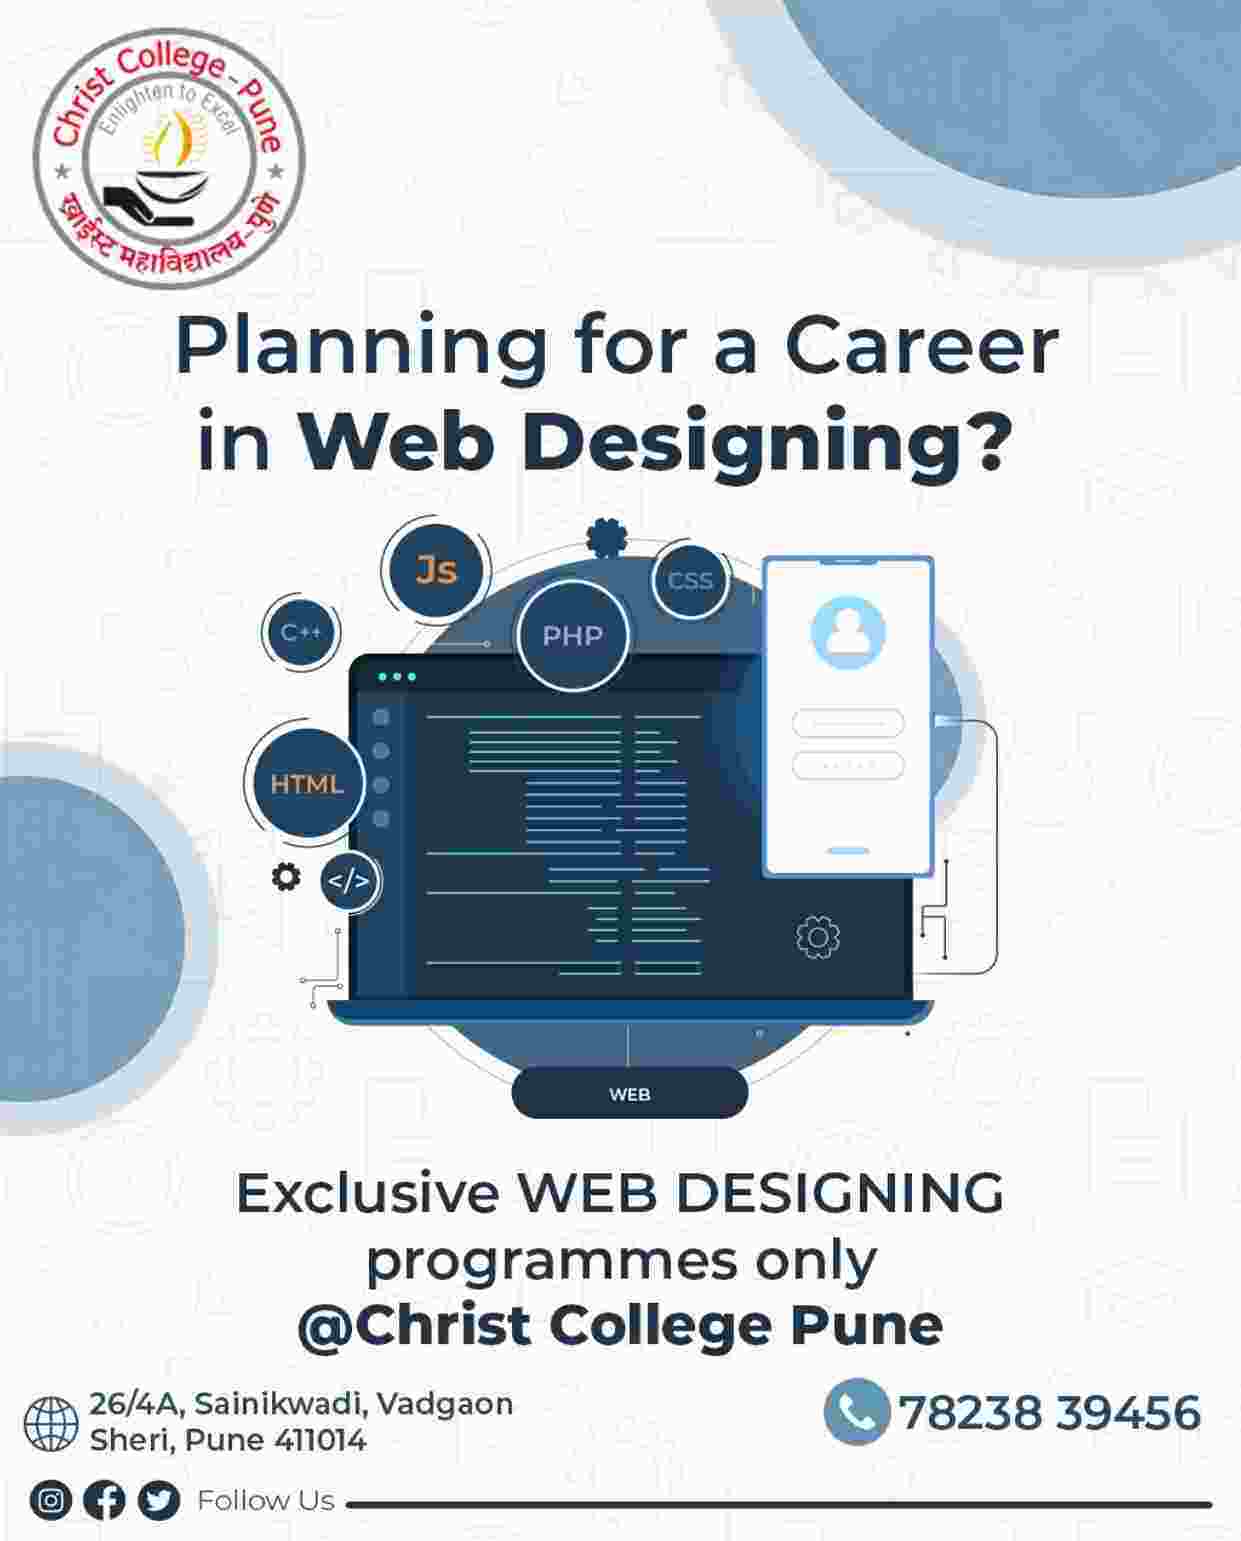 Christ College - Pune
Enlighten to Excel
ख्राईस्ट महाविद्यालय-पुणे
Planning for a Career
in Web Designing?
Js
CSS
C++
PHP
HTML
</>
WEB
Exclusive WEB DESIGNING
programmes only
@Christ College Pune
26/4A, Sainikwadi, Vadgaon
Sheri, Pune 411014
78238 39456
Follow Us